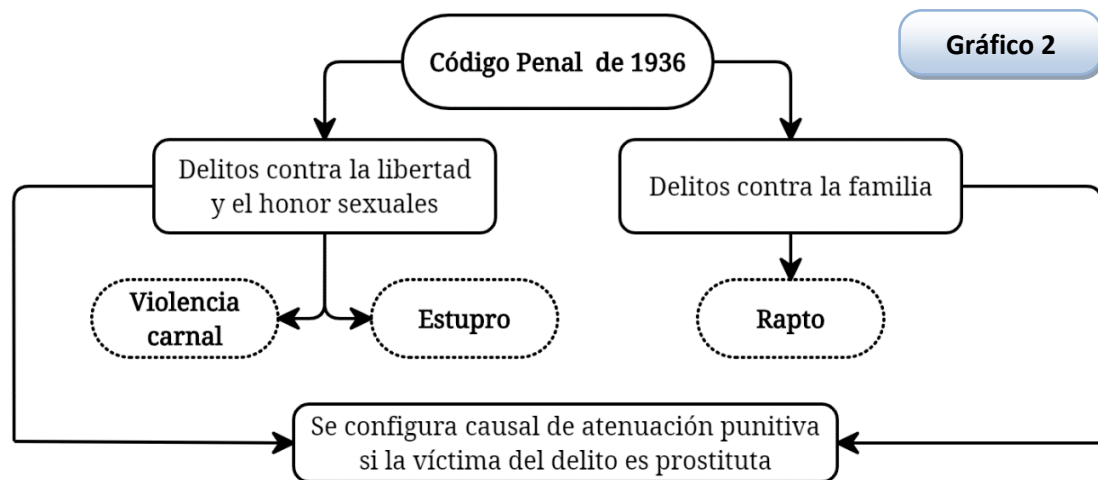 Código Penal de 1936
Gráfico 2
Delitos contra la libertad
y el honor sexuales
Delitos contra la familia
Violencia
carnal
Estupro
Rapto
Se configura causal de atenuación punitiva
si la víctima del delito es prostituta